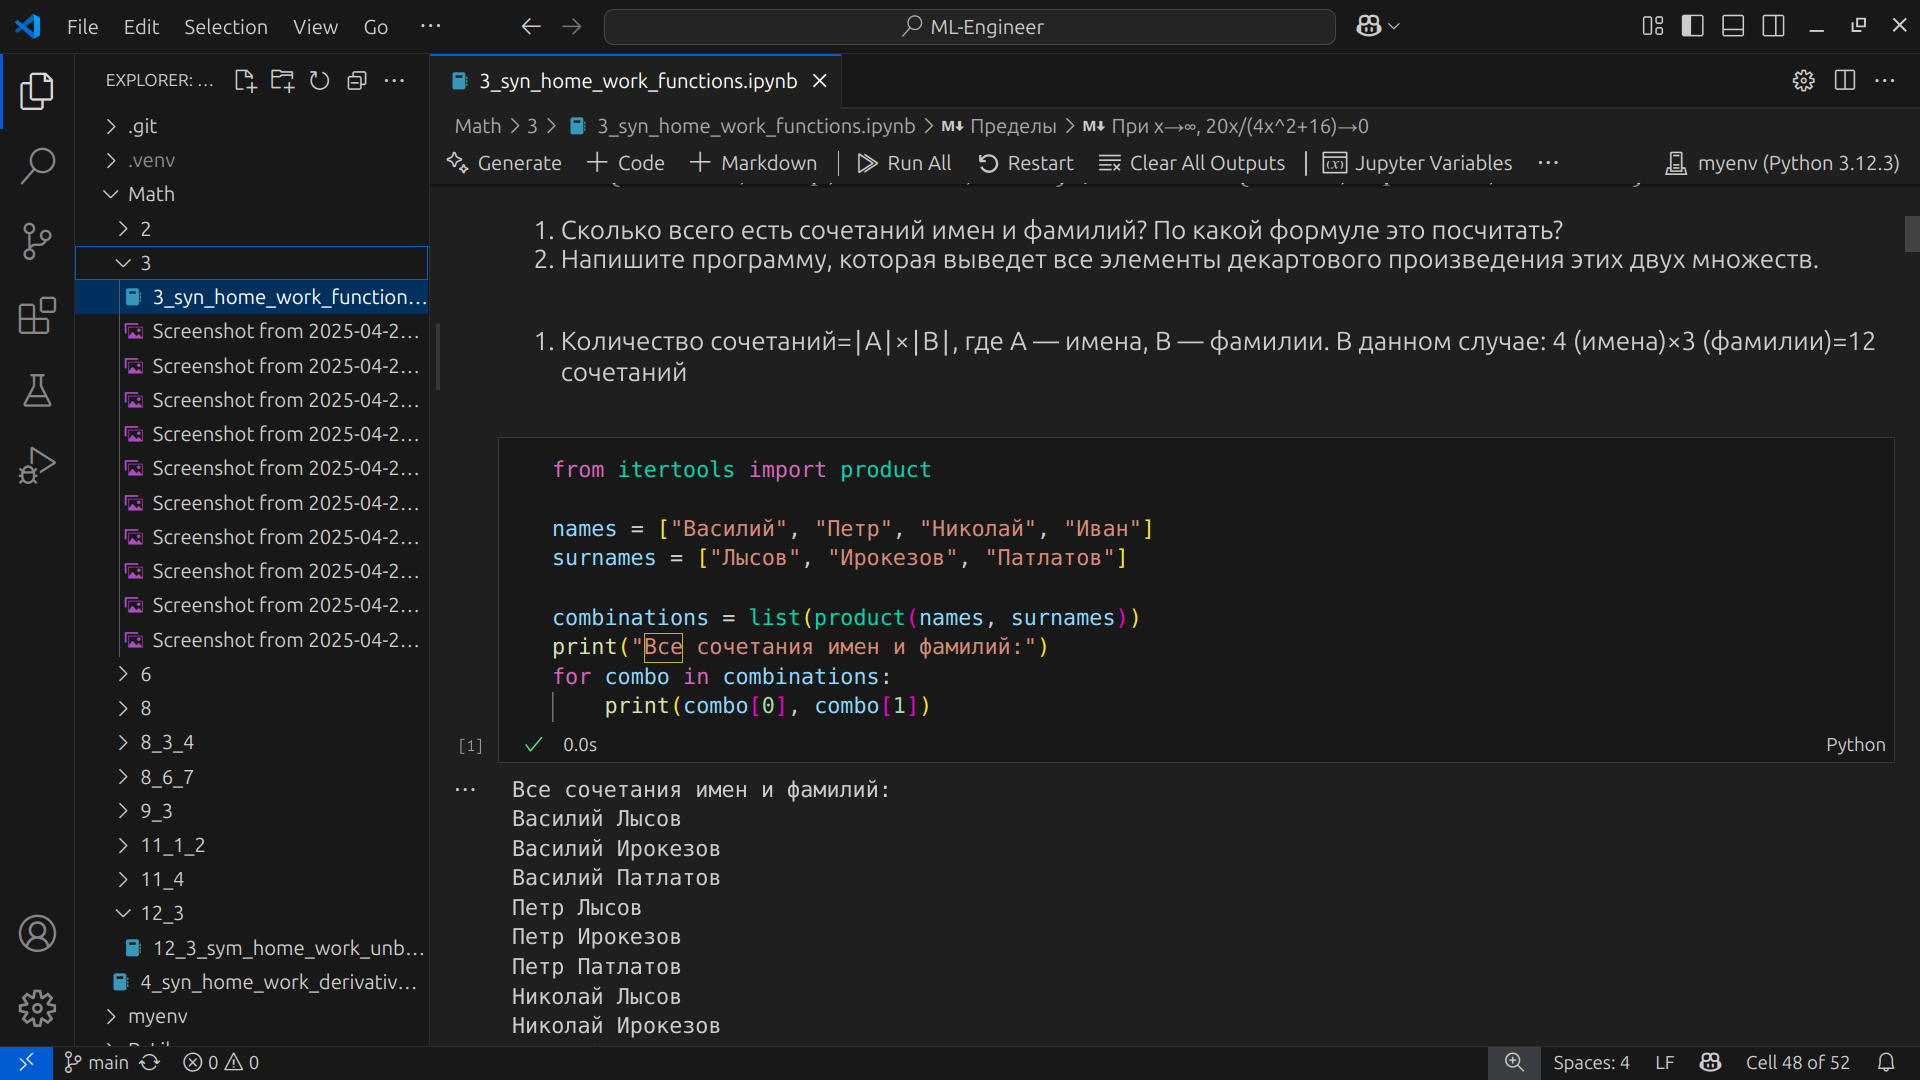 File Edit Selection View Go ···
ML-Engineer
EXPLORER: ...
3_syn_home_work_functions.ipynb
Math > 3 > 3_syn_home_work_functions.ipynb > M↓ Пределы > M↓ При x→∞, 20x/(4x^2+16)→0
Generate + Code + Markdown | Run All Restart Clear All Outputs | Jupyter Variables ··· myenv (Python 3.12.3)
.git
.venv
Math
2
3
3_syn_home_work_function...
Screenshot from 2025-04-2...
Screenshot from 2025-04-2...
Screenshot from 2025-04-2...
Screenshot from 2025-04-2...
Screenshot from 2025-04-2...
Screenshot from 2025-04-2...
Screenshot from 2025-04-2...
Screenshot from 2025-04-2...
Screenshot from 2025-04-2...
Screenshot from 2025-04-2...
6
8
8_3_4
8_6_7
9_3
11_1_2
11_4
12_3
12_3_sym_home_work_unb...
4_syn_home_work_derivativ...
myenv
1. Сколько всего есть сочетаний имен и фамилий? По какой формуле это посчитать?
2. Напишите программу, которая выведет все элементы декартового произведения этих двух множеств.
1. Количество сочетаний=|A|×|B|, где A — имена, B — фамилии. В данном случае: 4 (имена)×3 (фамилии)=12
сочетаний
from itertools import product
names = ["Василий", "Петр", "Николай", "Иван"]
surnames = ["Лысов", "Ирокезов", "Патлатов"]
combinations = list(product(names, surnames))
print("Все сочетания имен и фамилий:")
for combo in combinations:
    print(combo[0], combo[1])
[1] 0.0s Python
Все сочетания имен и фамилий:
Василий Лысов
Василий Ирокезов
Василий Патлатов
Петр Лысов
Петр Ирокезов
Петр Патлатов
Николай Лысов
Николай Ирокезов
main 0 0 Spaces: 4 LF Cell 48 of 52